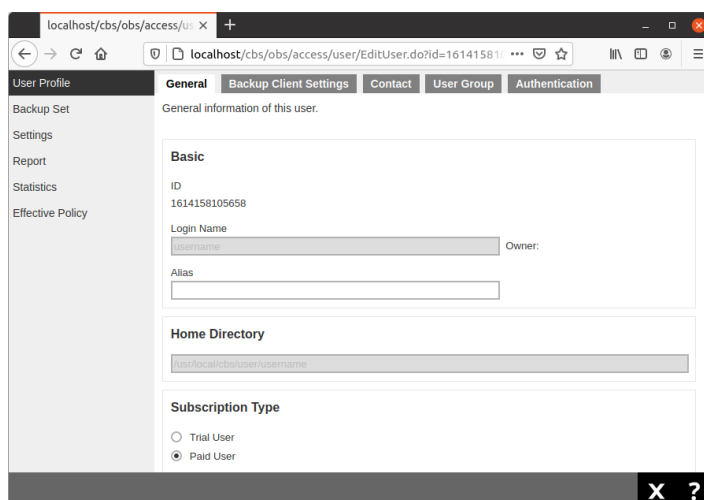 localhost/cbs/obs/access/us
localhost/cbs/obs/access/user/EditUser.do?id=16141581
User Profile
General Backup Client Settings Contact User Group Authentication
Backup Set
General information of this user.
Settings
Report
Statistics
Effective Policy
Basic
ID
1614158105658
Login Name
username Owner:
Alias
Home Directory
/usr/local/cbs/user/username
Subscription Type
Trial User
Paid User
X ?